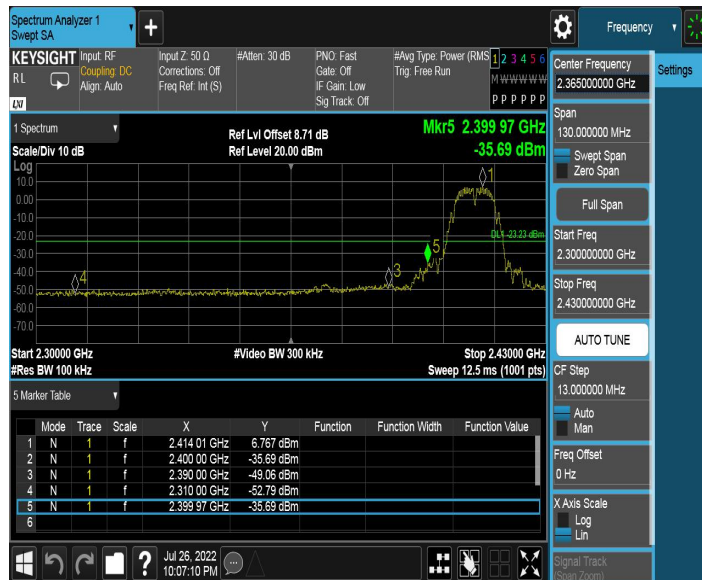 Spectrum Analyzer 1
Swept SA
+
Frequency
KEYSIGHT
RL
LXI
Input: RF
Coupling: DC
Align: Auto
Input Z: 50 Ω
Corrections: Off
Freq Ref: Int (S)
#Atten: 30 dB
PNO: Fast
Gate: Off
IF Gain: Low
Sig Track: Off
#Avg Type: Power (RMS
Trig: Free Run
1 2 3 4 5 6
M W W W W W
P P P P P P
Center Frequency
2.365000000 GHz
Settings
1 Spectrum
Scale/Div 10 dB
Ref Lvl Offset 8.71 dB
Ref Level 20.00 dBm
Mkr5 2.399 97 GHz
-35.69 dBm
Span
130.000000 MHz
Swept Span
Zero Span
Full Span
Start Freq
2.300000000 GHz
Stop Freq
2.430000000 GHz
AUTO TUNE
CF Step
13.000000 MHz
Auto
Man
Freq Offset
0 Hz
X Axis Scale
Log
Lin
Signal Track
(Span Zoom)
Log
10.0
0.00
-10.0
-20.0
-30.0
-40.0
-50.0
-60.0
-70.0
1
DL1 -23.23 dBm
5
3
4
Start 2.30000 GHz
#Video BW 300 kHz
Stop 2.43000 GHz
#Res BW 100 kHz
Sweep 12.5 ms (1001 pts)
5 Marker Table
Mode Trace Scale X Y Function Function Width Function Value
1 N 1 f 2.414 01 GHz 6.767 dBm
2 N 1 f 2.400 00 GHz -35.69 dBm
3 N 1 f 2.390 00 GHz -49.06 dBm
4 N 1 f 2.310 00 GHz -52.79 dBm
5 N 1 f 2.399 97 GHz -35.69 dBm
6
?
Jul 26, 2022
10:07:10 PM